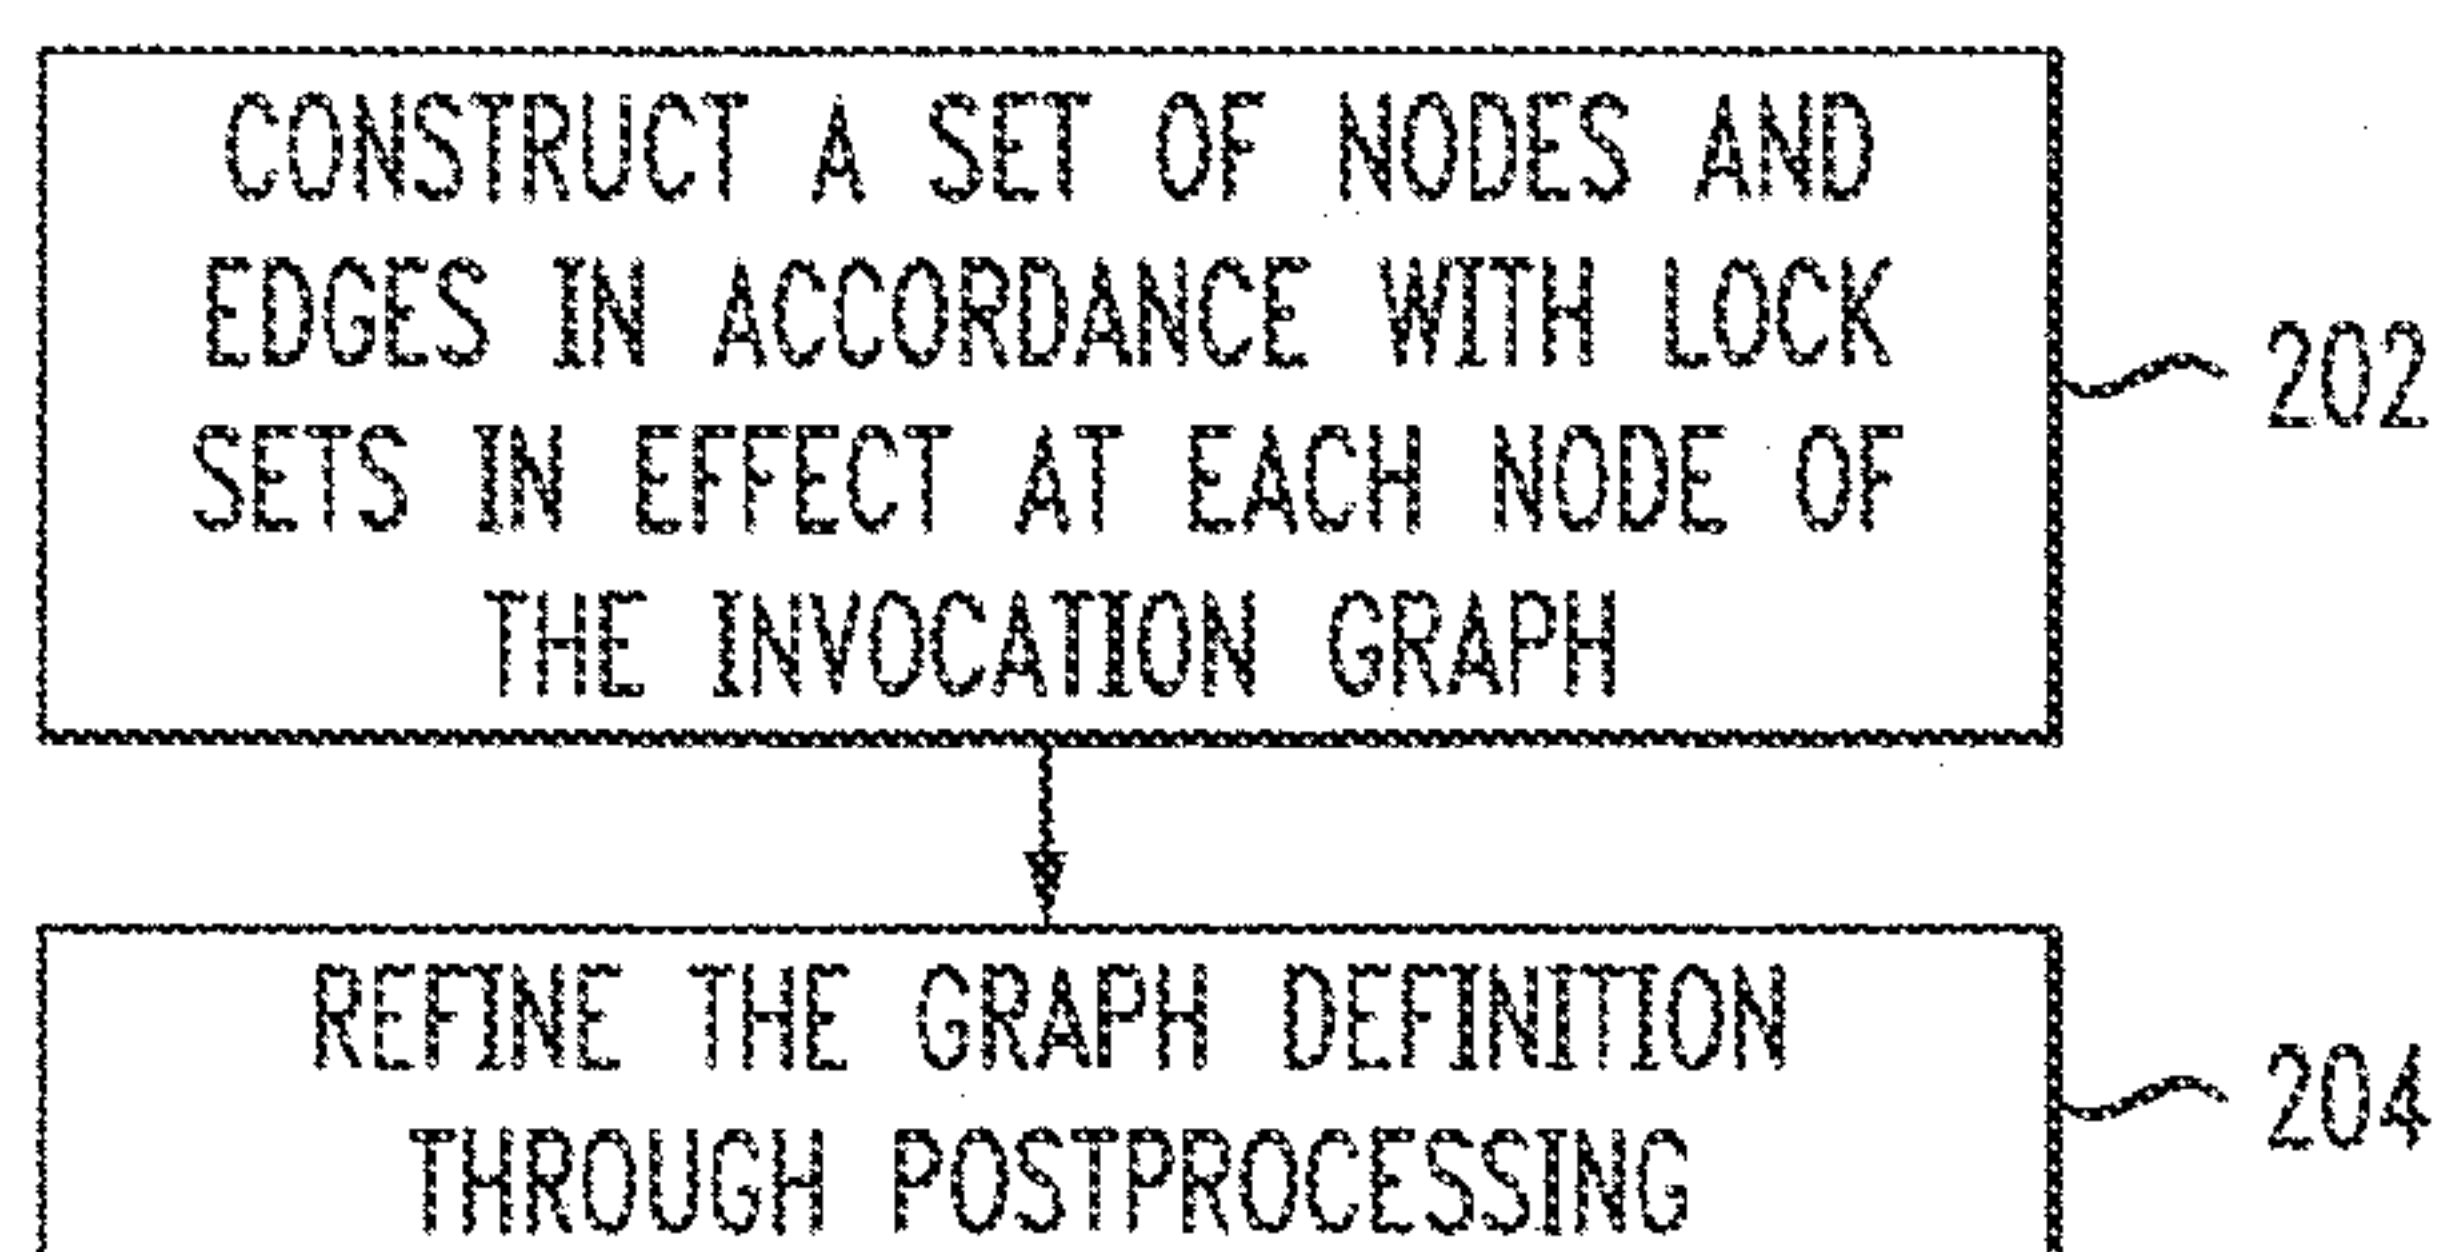 CONSTRUCT A SET OF NODES AND
EDGES IN ACCORDANCE WITH LOCK
SETS IN EFFECT AT EACH NODE OF
THE INVOCATION GRAPH
202
REFINE THE GRAPH DEFINITION
THROUGH POSTPROCESSING
204